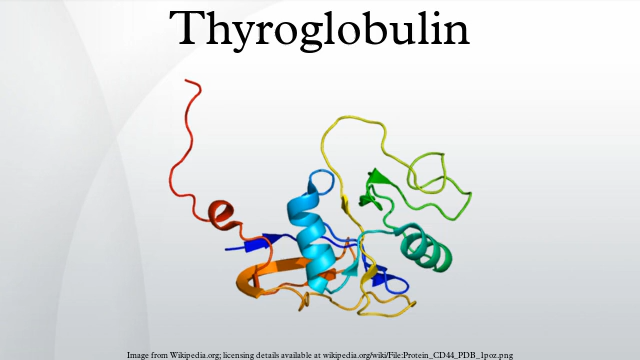 Thyroglobulin
Image from Wikipedia.org; licensing details available at wikipedia.org/wiki/File:Protein_CD44_PDB_1poz.png